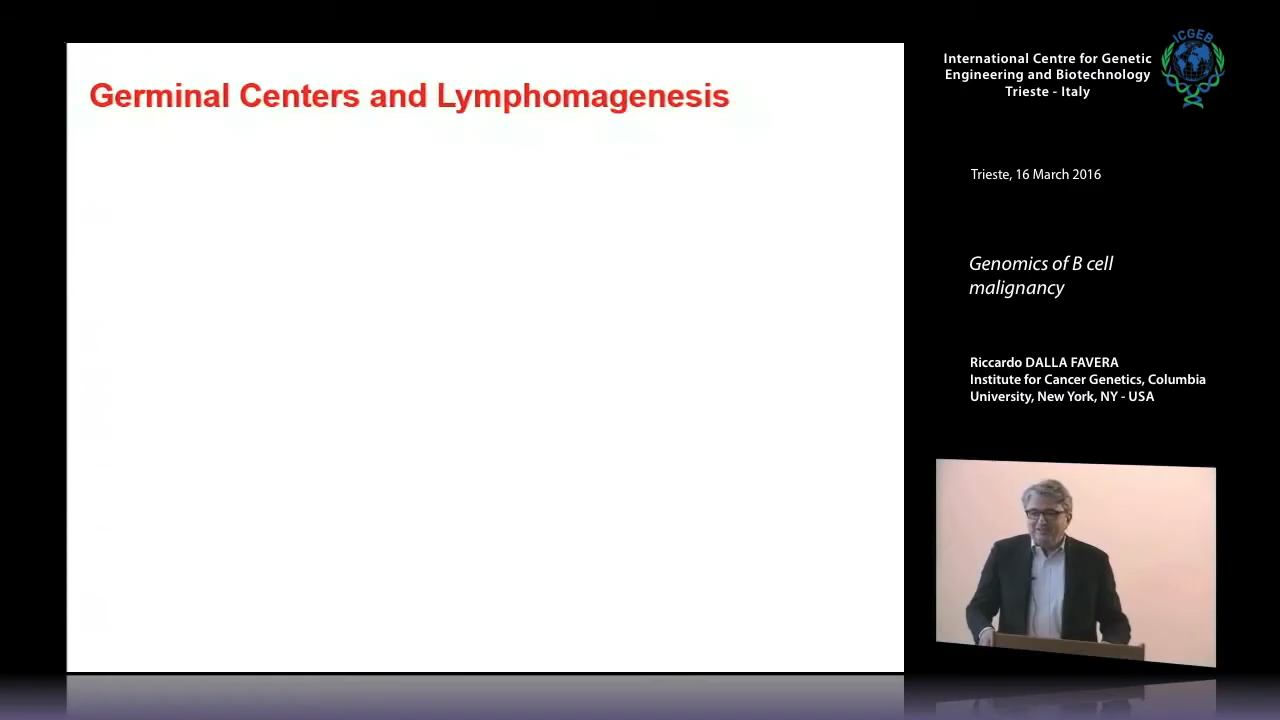 Germinal Centers and Lymphomagenesis
International Centre for Genetic
Engineering and Biotechnology
Trieste - Italy
ICGEB
Trieste, 16 March 2016
Genomics of B cell
malignancy
Riccardo DALLA FAVERA
Institute for Cancer Genetics, Columbia
University, New York, NY - USA